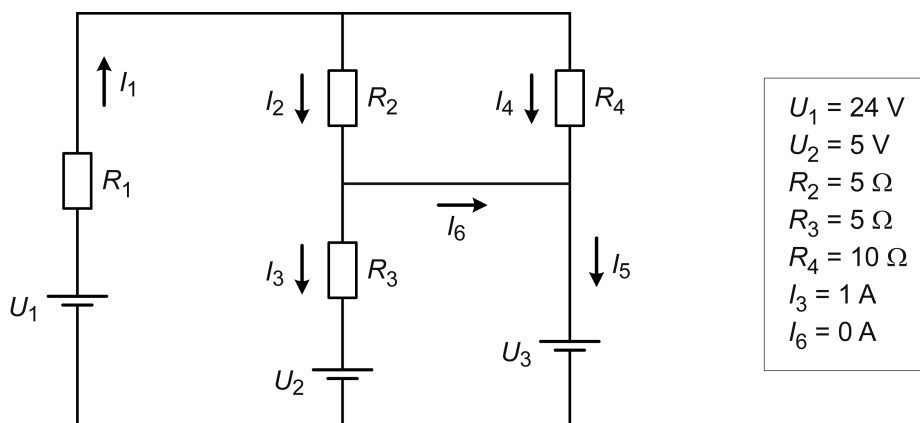 I₁
I₂
R₂
I₄
R₄
R₁
I₆
I₃
R₃
I₅
U₁
U₂
U₃
U₁ = 24 V
U₂ = 5 V
R₂ = 5 Ω
R₃ = 5 Ω
R₄ = 10 Ω
I₃ = 1 A
I₆ = 0 A